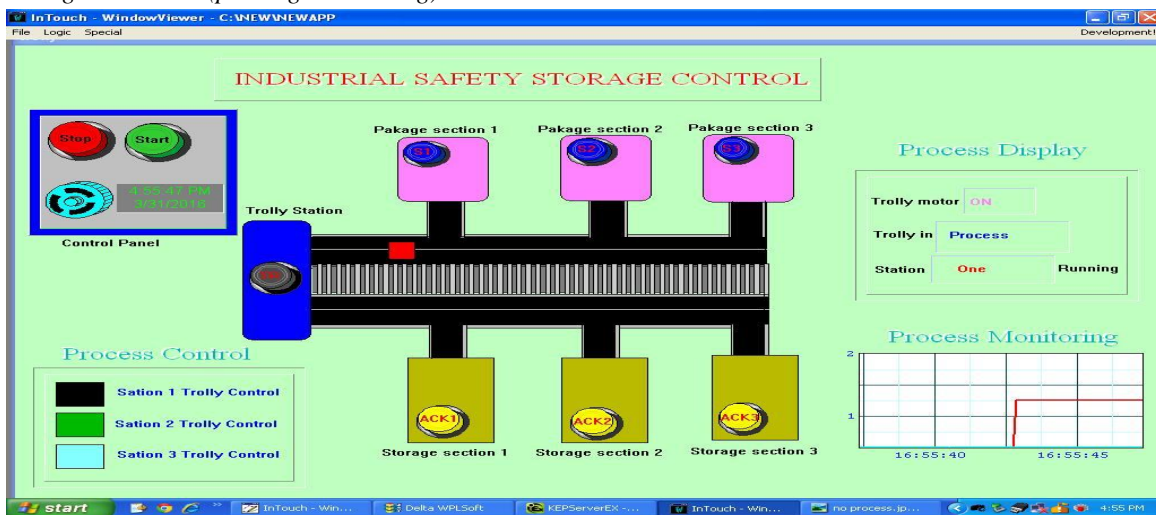 InTouch - WindowViewer - C:\NEW\NEWAPP
File Logic Special
Development!
INDUSTRIAL SAFETY STORAGE CONTROL
Stop
Start
4:55:47 PM
3/31/2016
Control Panel
Pakage section 1
Pakage section 2
Pakage section 3
S1
S2
S3
Trolly Station
Process Display
Trolly motor ON
Trolly in Process
Station One Running
Process Control
Sation 1 Trolly Control
Sation 2 Trolly Control
Sation 3 Trolly Control
ACK1
ACK2
ACK3
Storage section 1
Storage section 2
Storage section 3
Process Monitoring
2
1
16:55:40
16:55:45
start
InTouch - Win...
Delta WPLSoft
KEPServerEX -...
InTouch - Win...
no process.jp...
4:55 PM